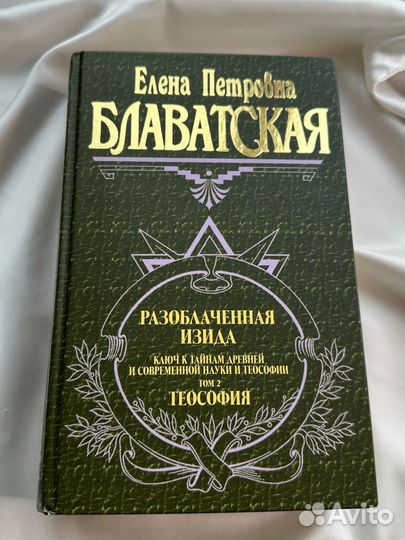 Елена Петровна
БЛАВАТСКАЯ
РАЗОБЛАЧЕННАЯ
ИЗИДА
КЛЮЧ К ТАЙНАМ ДРЕВНЕЙ
И СОВРЕМЕННОЙ НАУКИ И ТЕОСОФИИ
ТОМ 2
ТЕОСОФИЯ
Avito